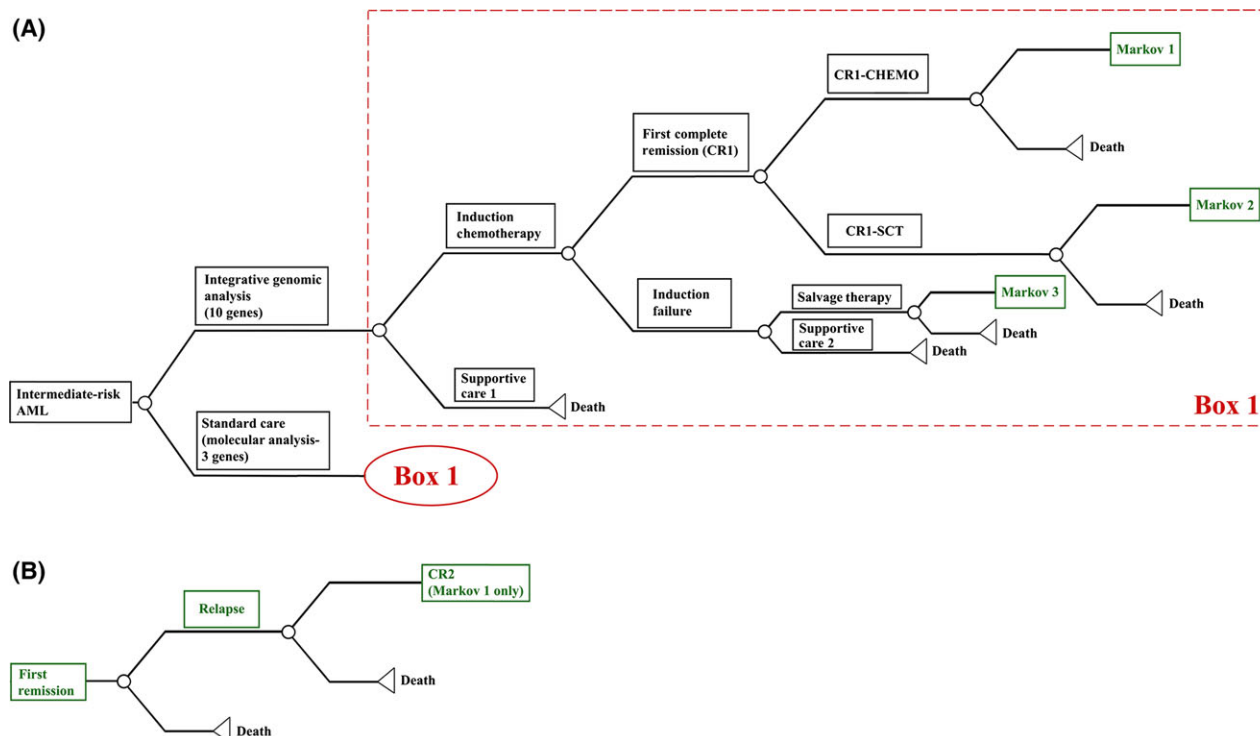 (A)
Markov 1
CR1-CHEMO
Death
First complete
remission (CR1)
Markov 2
CR1-SCT
Death
Induction
chemotherapy
Induction
failure
Salvage therapy
Markov 3
Death
Supportive
care 2
Death
Integrative genomic
analysis
(10 genes)
Supportive
care 1
Death
Box 1
Intermediate-risk
AML
Standard care
(molecular analysis-
3 genes)
Box 1
(B)
CR2
(Markov 1 only)
Relapse
Death
First
remission
Death